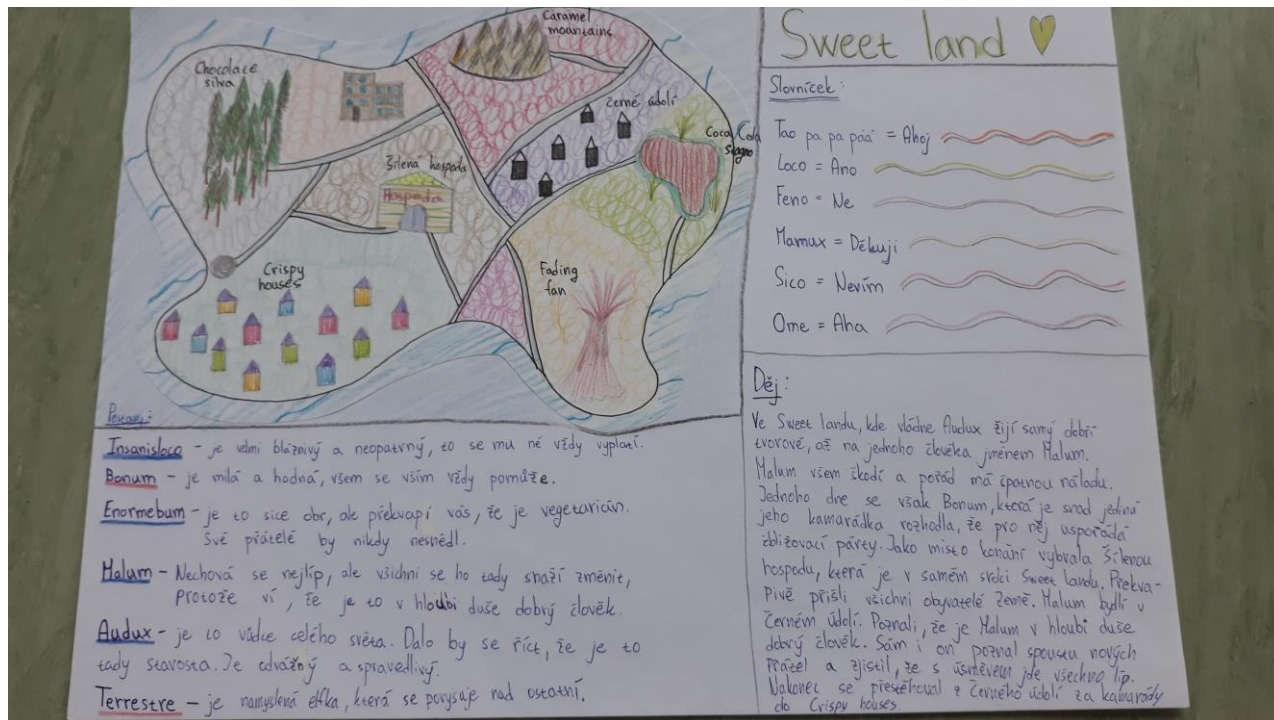 Caramel
mountains
Chocolate
silva
černé údolí
Coca Cola
stagno
Šílená hospoda
Hospoda
Crispy
houses
Fading
fan
Sweet land
Slovníček:
Tao pa pa páá = Ahoj
Loco = Ano
Feno = Ne
Mamux = Děkuji
Sico = Nevím
Ome = Aha
Postavy:
Insanisloco - je velmi bláznivý a neopatrný, to se mu né vždy vyplatí.
Bonum - je milá a hodná, všem se vším vždy pomůže.
Enormebum - je to sice obr, ale překvapí vás, že je vegetarián.
Své přátelé by nikdy nesnědl.
Malum - Nechová se nejlíp, ale všichni se ho tady snaží změnit,
protože ví, že je to v hloubi duše dobrý člověk.
Audux - je to vůdce celého světa. Dalo by se říct, že je to
tady starosta. Je odvážný a spravedlivý.
Terrestre - je namyslená elfka, která se povyšuje nad ostatní.
Děj:
Ve Sweet landu, kde vládne Audux žijí samý dobří
tvorové, až na jednoho člověka jménem Malum.
Malum všem škodí a pořád má špatnou náladu.
Jednoho dne se však Bonum, která je snad jediná
jeho kamarádka rozhodla, že pro něj uspořádá
sbližovací párty. Jako místo konání vybrala Šílenou
hospodu, která je v samém srdci Sweet landu. Překva-
pivě přišli všichni obyvatelé země. Malum bydlí v
Černém údolí. Poznali, že je Malum v hloubi duše
dobrý člověk. Sám i on poznal spoustu nových
přátel a zjistil, že s úsměvem jde všechno líp.
Nakonec se přestěhoval z Černého údolí za kamarády
do Crispy houses.